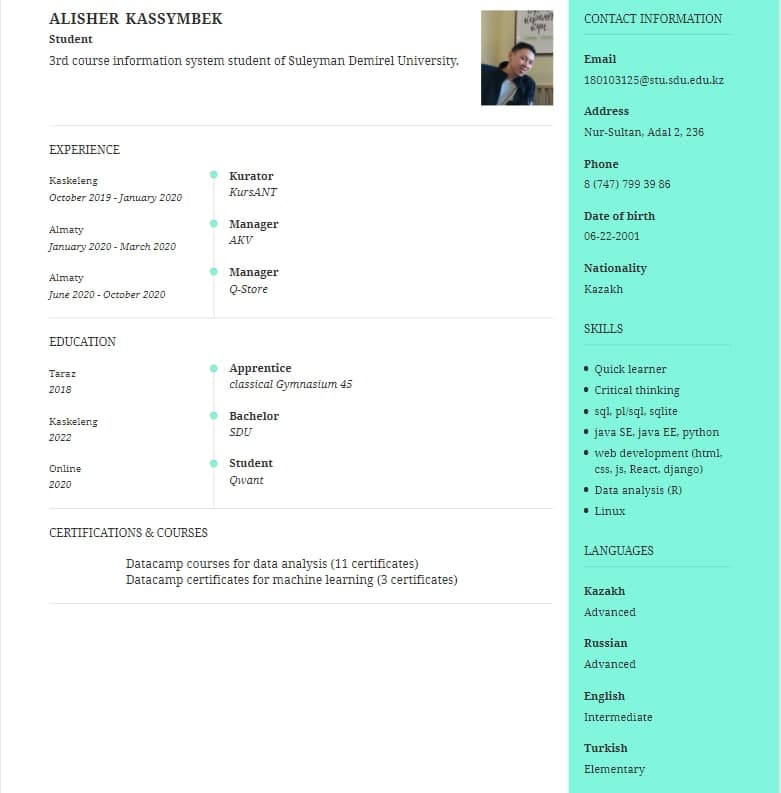 ALISHER KASSYMBEK
Student
3rd course information system student of Suleyman Demirel University.
EXPERIENCE
Kaskeleng
October 2019 - January 2020
Kurator
KursANT
Almaty
January 2020 - March 2020
Manager
AKV
Almaty
June 2020 - October 2020
Manager
Q-Store
EDUCATION
Taraz
2018
Apprentice
classical Gymnasium 45
Kaskeleng
2022
Bachelor
SDU
Online
2020
Student
Qwant
CERTIFICATIONS & COURSES
Datacamp courses for data analysis (11 certificates)
Datacamp certificates for machine learning (3 certificates)
CONTACT INFORMATION
Email
180103125@stu.sdu.edu.kz
Address
Nur-Sultan, Adal 2, 236
Phone
8 (747) 799 39 86
Date of birth
06-22-2001
Nationality
Kazakh
SKILLS
• Quick learner
• Critical thinking
• sql, pl/sql, sqlite
• java SE, java EE, python
• web development (html,
css, js, React, django)
• Data analysis (R)
• Linux
LANGUAGES
Kazakh
Advanced
Russian
Advanced
English
Intermediate
Turkish
Elementary